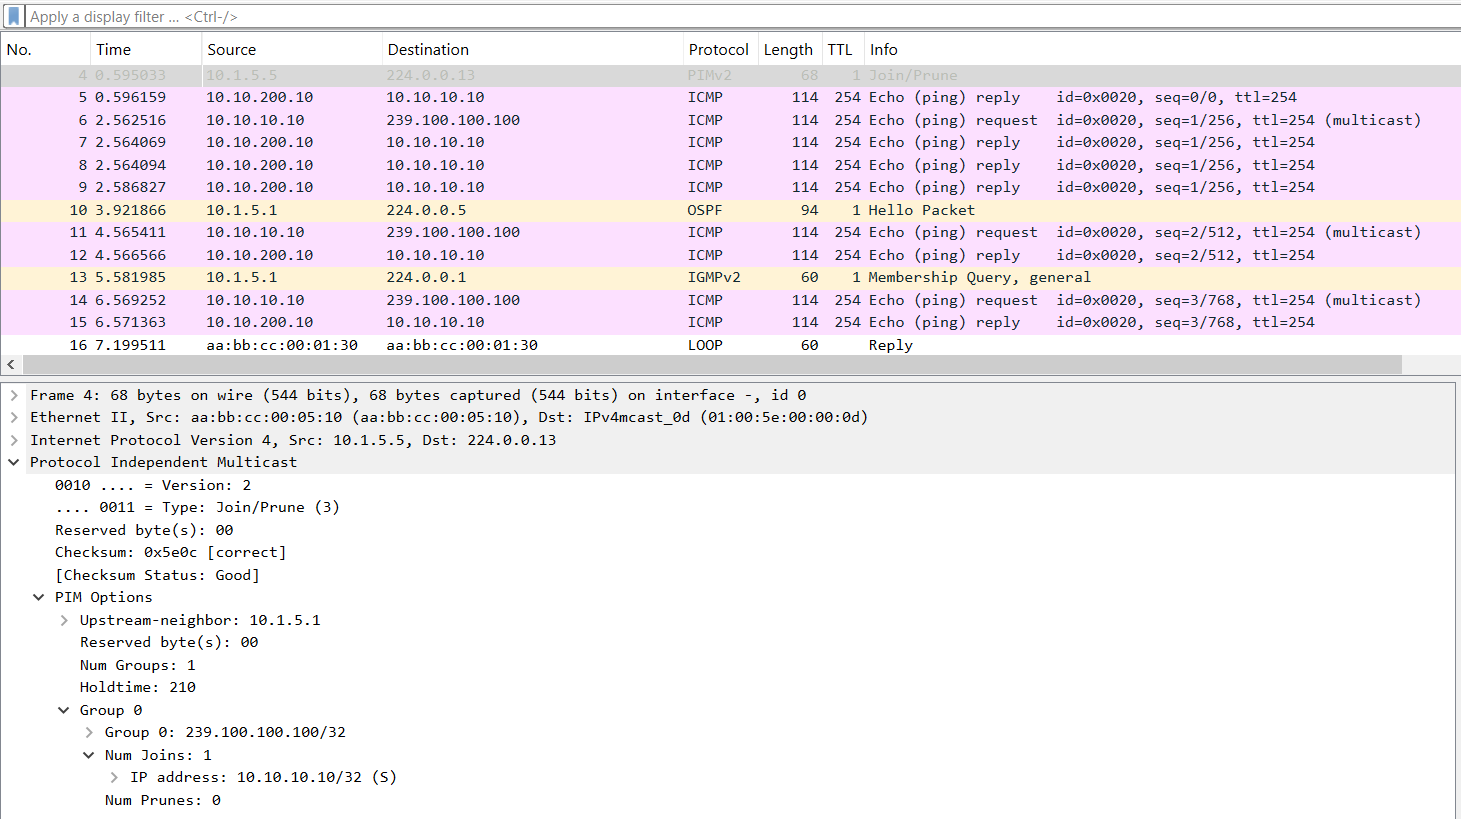 Apply a display filter … <Ctrl-/>
No. Time Source Destination Protocol Length TTL Info
4 0.595033 10.1.5.5 224.0.0.13 PIMv2 68 1 Join/Prune
5 0.596159 10.10.200.10 10.10.10.10 ICMP 114 254 Echo (ping) reply id=0x0020, seq=0/0, ttl=254
6 2.562516 10.10.10.10 239.100.100.100 ICMP 114 254 Echo (ping) request id=0x0020, seq=1/256, ttl=254 (multicast)
7 2.564069 10.10.200.10 10.10.10.10 ICMP 114 254 Echo (ping) reply id=0x0020, seq=1/256, ttl=254
8 2.564094 10.10.200.10 10.10.10.10 ICMP 114 254 Echo (ping) reply id=0x0020, seq=1/256, ttl=254
9 2.586827 10.10.200.10 10.10.10.10 ICMP 114 254 Echo (ping) reply id=0x0020, seq=1/256, ttl=254
10 3.921866 10.1.5.1 224.0.0.5 OSPF 94 1 Hello Packet
11 4.565411 10.10.10.10 239.100.100.100 ICMP 114 254 Echo (ping) request id=0x0020, seq=2/512, ttl=254 (multicast)
12 4.566566 10.10.200.10 10.10.10.10 ICMP 114 254 Echo (ping) reply id=0x0020, seq=2/512, ttl=254
13 5.581985 10.1.5.1 224.0.0.1 IGMPv2 60 1 Membership Query, general
14 6.569252 10.10.10.10 239.100.100.100 ICMP 114 254 Echo (ping) request id=0x0020, seq=3/768, ttl=254 (multicast)
15 6.571363 10.10.200.10 10.10.10.10 ICMP 114 254 Echo (ping) reply id=0x0020, seq=3/768, ttl=254
16 7.199511 aa:bb:cc:00:01:30 aa:bb:cc:00:01:30 LOOP 60 Reply
Frame 4: 68 bytes on wire (544 bits), 68 bytes captured (544 bits) on interface -, id 0
Ethernet II, Src: aa:bb:cc:00:05:10 (aa:bb:cc:00:05:10), Dst: IPv4mcast_0d (01:00:5e:00:00:0d)
Internet Protocol Version 4, Src: 10.1.5.5, Dst: 224.0.0.13
Protocol Independent Multicast
0010 .... = Version: 2
.... 0011 = Type: Join/Prune (3)
Reserved byte(s): 00
Checksum: 0x5e0c [correct]
[Checksum Status: Good]
PIM Options
Upstream-neighbor: 10.1.5.1
Reserved byte(s): 00
Num Groups: 1
Holdtime: 210
Group 0
Group 0: 239.100.100.100/32
Num Joins: 1
IP address: 10.10.10.10/32 (S)
Num Prunes: 0